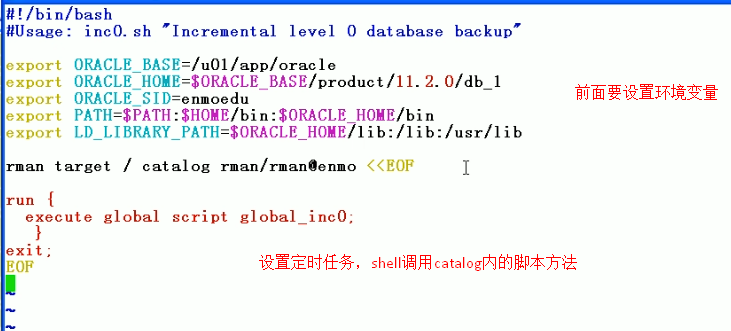 #!/bin/bash
#Usage: inc0.sh "Incremental level 0 database backup"
export ORACLE_BASE=/u01/app/oracle
export ORACLE_HOME=$ORACLE_BASE/product/11.2.0/db_1
前面要设置环境变量
export ORACLE_SID=enmoedu
export PATH=$PATH:$HOME/bin:$ORACLE_HOME/bin
export LD_LIBRARY_PATH=$ORACLE_HOME/lib:/lib:/usr/lib
rman target / catalog rman/rman@enmo <<EOF
run {
execute global script global_inc0;
}
exit;
设置定时任务，shell调用catalog内的脚本方法
EOF
~
~
~